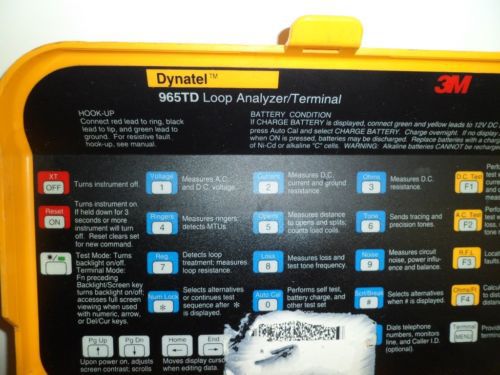 Dynatel™
965TD Loop Analyzer/Terminal
3M
HOOK-UP
Connect red lead to ring, black
lead to tip, and green lead to
ground. For resistive fault
hook-up, see manual.
BATTERY CONDITION
If CHARGE BATTERY is displayed, connect green and yellow leads to 12V DC
press Auto Cal and select CHARGE BATTERY. Charge overnight. If no display
when ON is pressed, batteries may be discharged. Replace batteries with a charge
of Ni-Cd or alkaline "C" cells. WARNING: Alkaline batteries CANNOT be recharge
XT
OFF
Turns instrument off.
Voltage
1
Measures A.C.
and D.C. voltage.
Current
2
Measures D.C.
current and ground
resistance.
Ohms
3
Measures D.C.
resistance.
D.C. Test
F1
Reset
ON
Turns instrument on.
If held down for
3 seconds or more
instrument will turn
off. Reset clears set
for new command.
Ringers
4
Measures ringers:
detects MTUs.
Opens
5
Measures distance
to opens and splits;
counts load coils.
Tone
6
Sends tracing and
precision tones.
A.C. Test
F2
Test Mode: Turns
backlight on/off.
Terminal Mode:
Fn preceding
Backlight/Screen key
turns backlight on/off,
accesses full screen
viewing when used
with numeric, arrow,
or Del/Cur keys.
Reg
7
Detects loop
treatment; measures
loop resistance.
Loss
8
Measures loss and
test tone frequency.
Noise
9
Measures circuit
noise, power influ-
ence and balance.
R.F.L
F3
Num Lock
*
Selects alternatives
or continues test
sequence after *
is displayed.
Auto Cal
0
Perform self test,
battery charge,
and other set
Scr/Break
#
Selects alternatives
when # is displayed.
Ohms/Ft
F4
Pg Up
Pg Dn
Upon power on, adjusts
screen contrast; scrolls
Home
End
Moves display cursor
when editing data
Dials telephone
numbers, monitors
line, and Caller I.D.
(optional).
Terminal
MENU